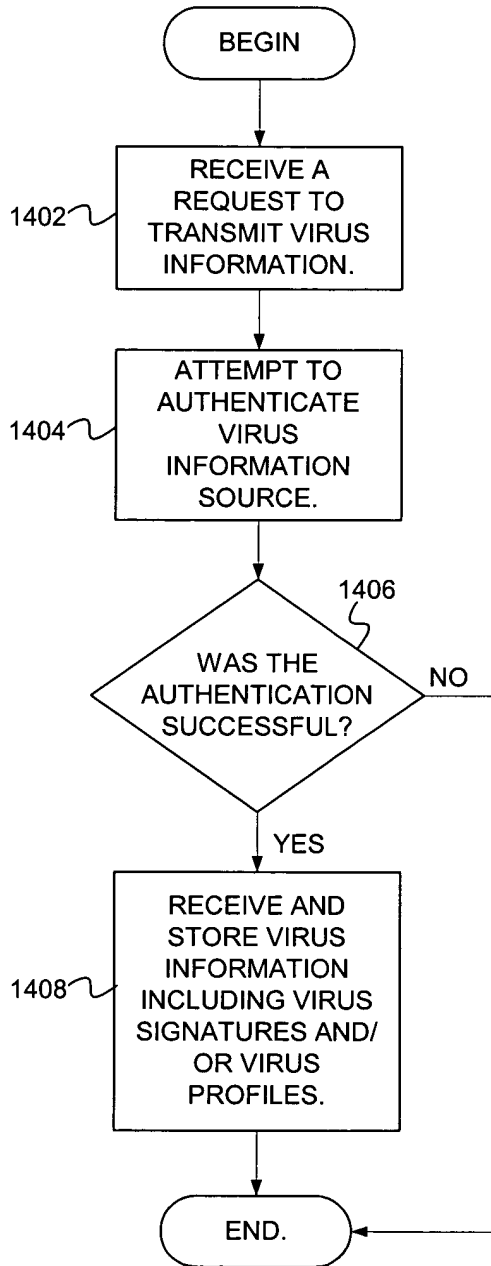 BEGIN
1402
RECEIVE A
REQUEST TO
TRANSMIT VIRUS
INFORMATION.
1404
ATTEMPT TO
AUTHENTICATE
VIRUS
INFORMATION
SOURCE.
1406
WAS THE
AUTHENTICATION
SUCCESSFUL?
NO
YES
1408
RECEIVE AND
STORE VIRUS
INFORMATION
INCLUDING VIRUS
SIGNATURES AND/
OR VIRUS
PROFILES.
END.